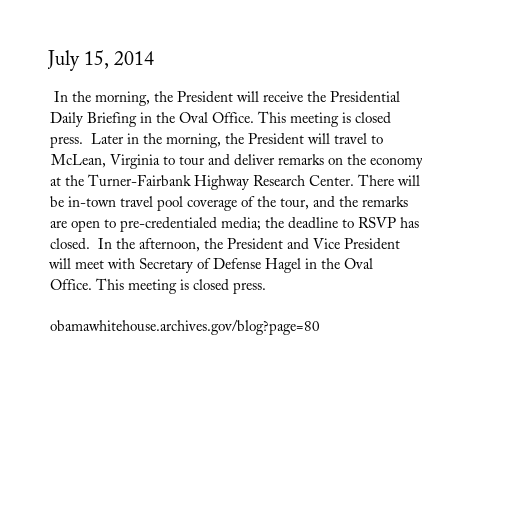 July 15, 2014
In the morning, the President will receive the Presidential
Daily Briefing in the Oval Office. This meeting is closed
press.  Later in the morning, the President will travel to
McLean, Virginia to tour and deliver remarks on the economy
at the Turner-Fairbank Highway Research Center. There will
be in-town travel pool coverage of the tour, and the remarks
are open to pre-credentialed media; the deadline to RSVP has
closed.  In the afternoon, the President and Vice President
will meet with Secretary of Defense Hagel in the Oval
Office. This meeting is closed press.
obamawhitehouse.archives.gov/blog?page=80